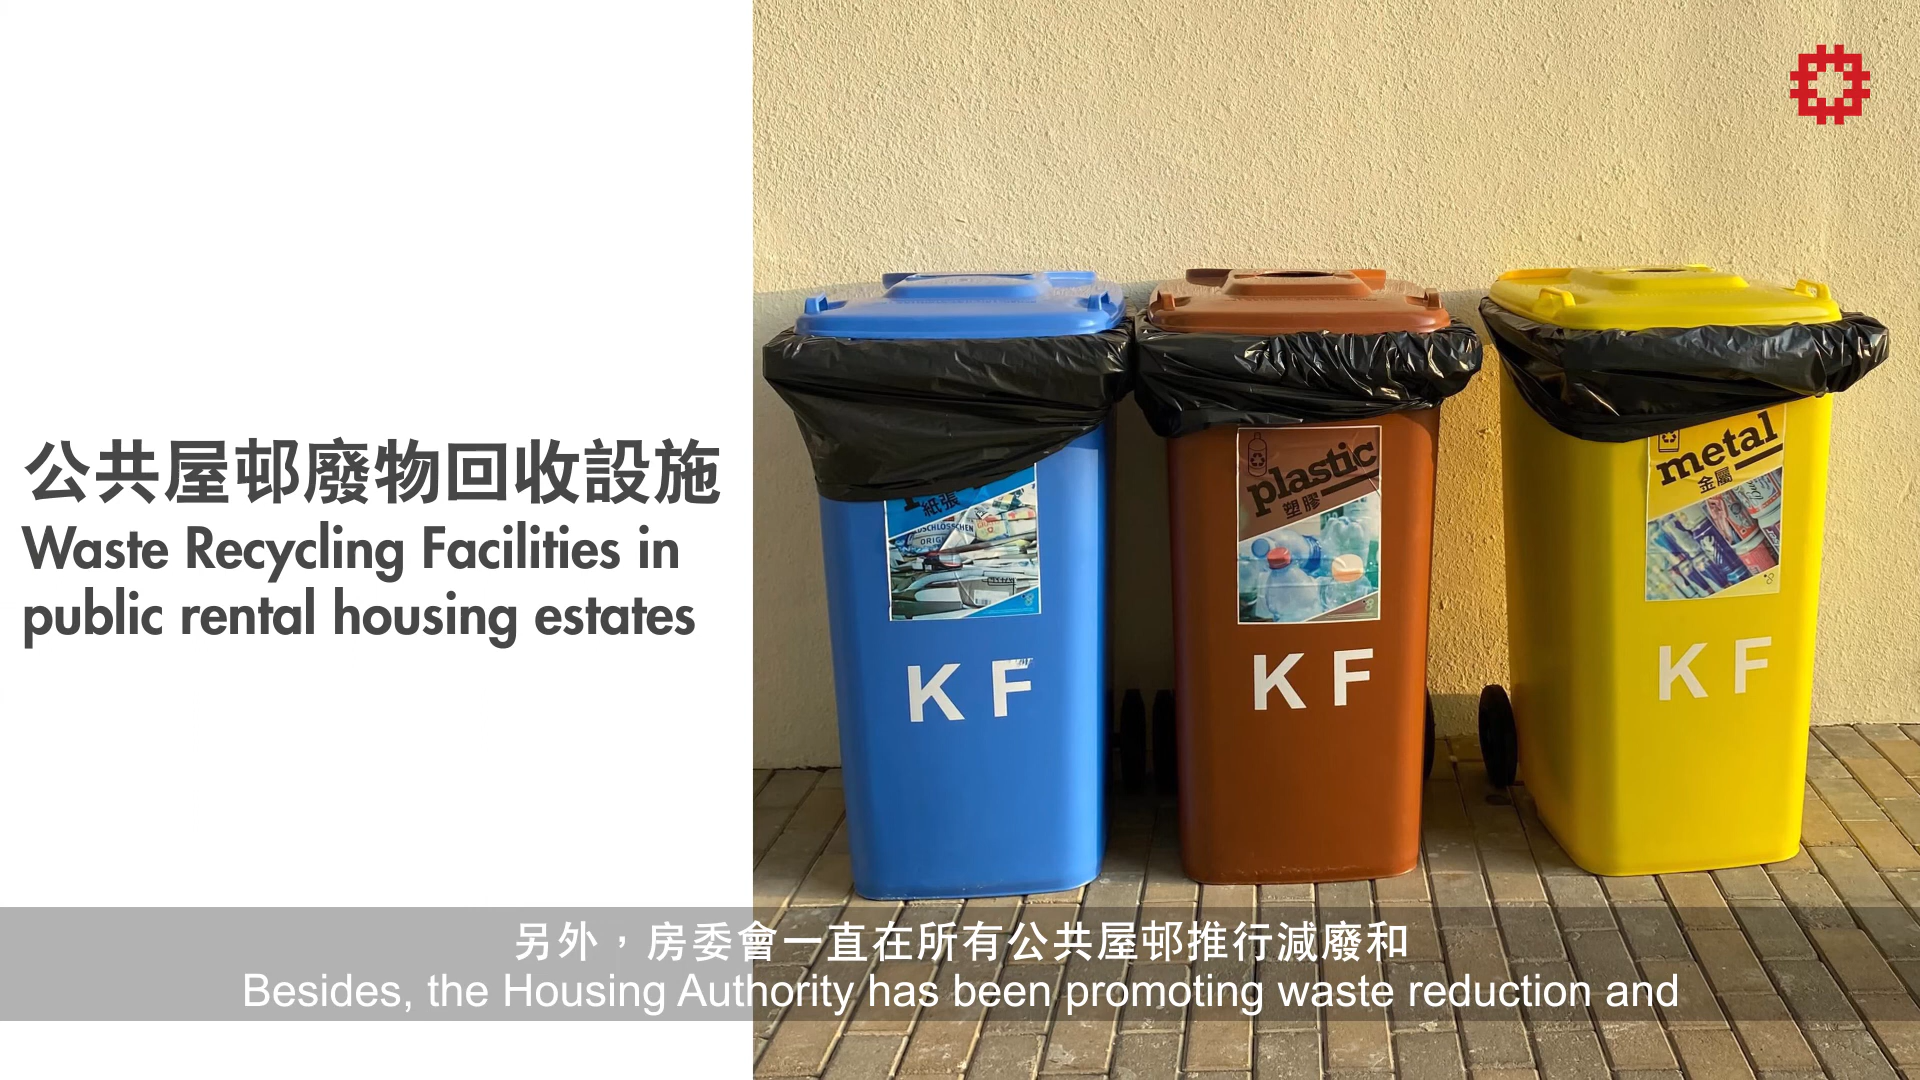 公共屋邨廢物回收設施
Waste Recycling Facilities in
public rental housing estates
紙張
ORIG
K F
plastic
塑膠
K F
metal
金屬
K F
另外，房委會一直在所有公共屋邨推行減廢和
Besides, the Housing Authority has been promoting waste reduction and